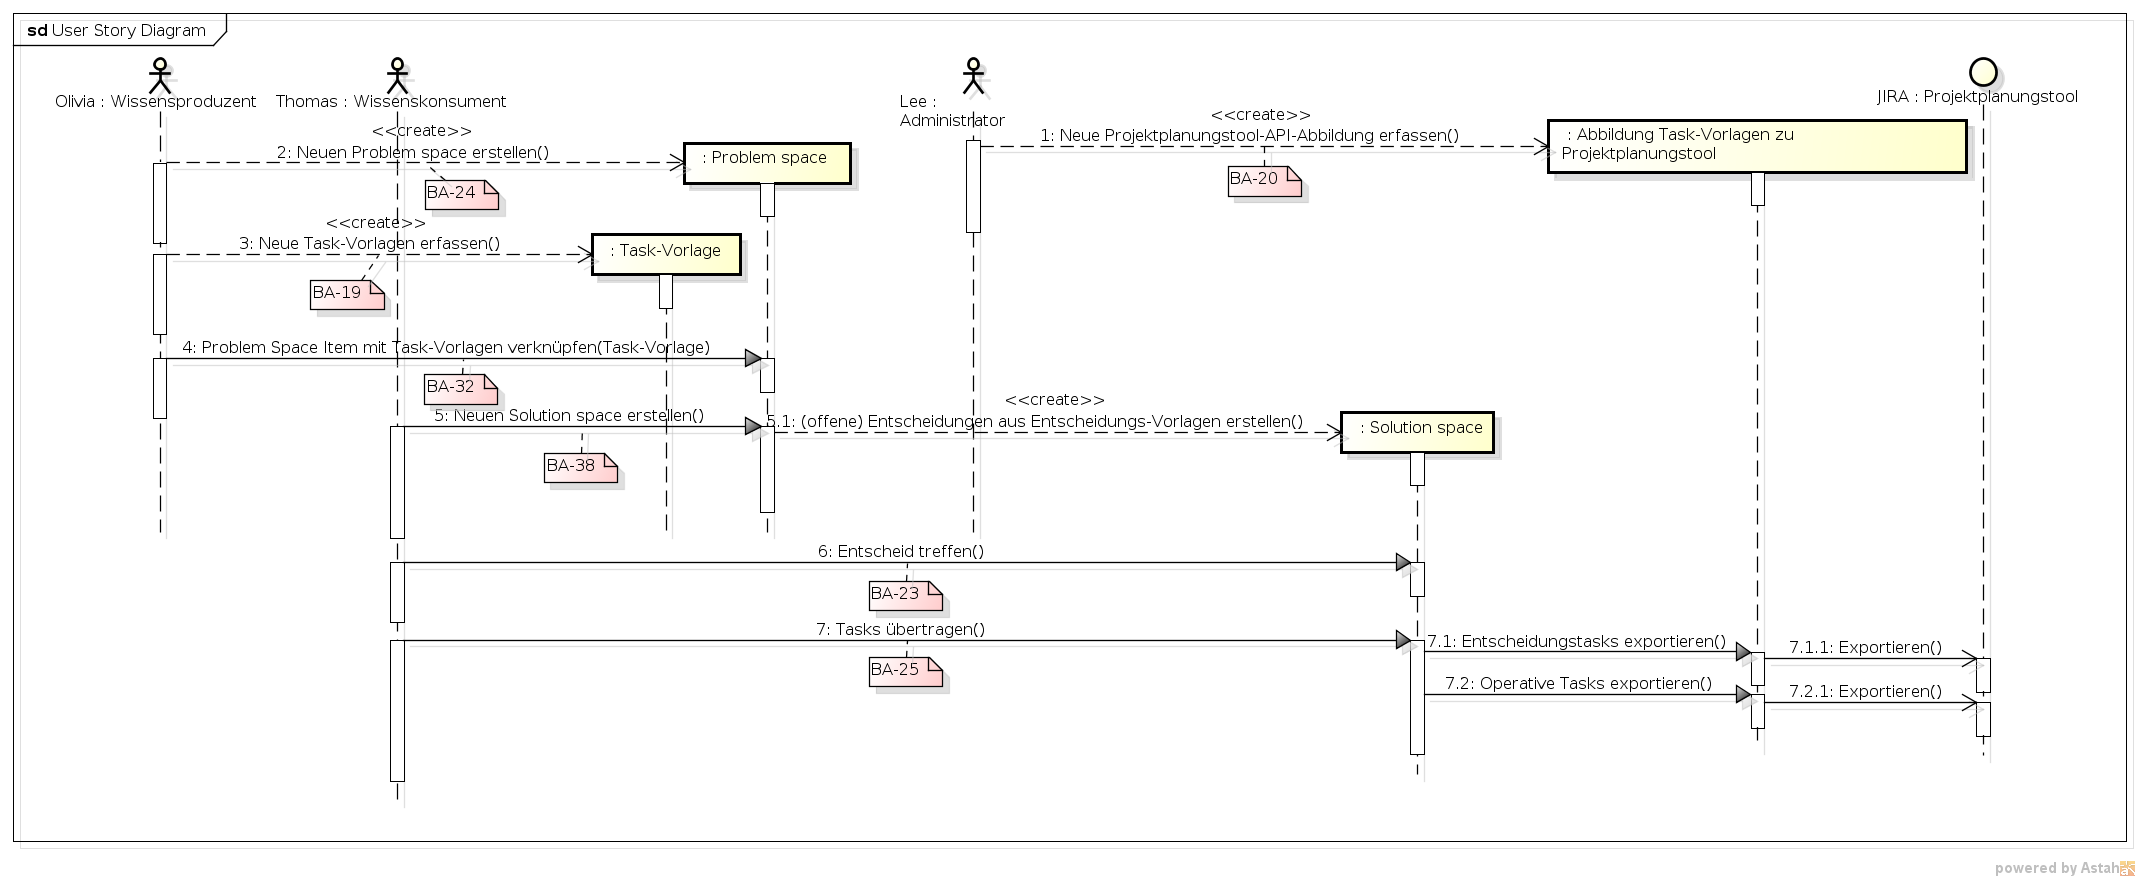 sd User Story Diagram
Olivia : Wissensproduzent
Thomas : Wissenskonsument
Lee :
Administrator
JIRA : Projektplanungstool
<<create>>
1: Neue Projektplanungstool-API-Abbildung erfassen()
: Abbildung Task-Vorlagen zu
Projektplanungstool
BA-20
<<create>>
2: Neuen Problem space erstellen()
: Problem space
BA-24
<<create>>
3: Neue Task-Vorlagen erfassen()
: Task-Vorlage
BA-19
4: Problem Space Item mit Task-Vorlagen verknüpfen(Task-Vorlage)
BA-32
5: Neuen Solution space erstellen()
<<create>>
5.1: (offene) Entscheidungen aus Entscheidungs-Vorlagen erstellen()
: Solution space
BA-38
6: Entscheid treffen()
BA-23
7: Tasks übertragen()
BA-25
7.1: Entscheidungstasks exportieren()
7.1.1: Exportieren()
7.2: Operative Tasks exportieren()
7.2.1: Exportieren()
powered by Astah